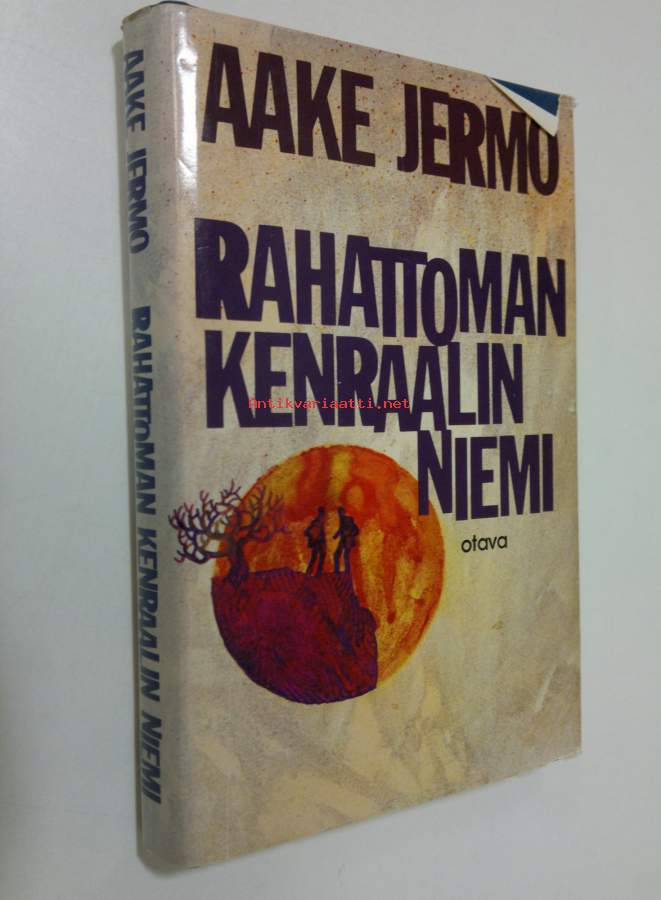 AAKE JERMO
RAHATTOMAN
KENRAALIN
NIEMI
otava
AAKE JERMO RAHATTOMAN KENRAALIN NIEMI
Antikvariaatti.net